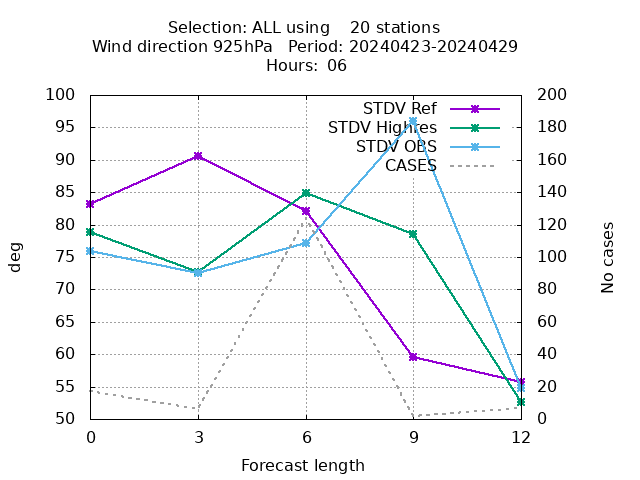 Selection: ALL using    20 stations
Wind direction 925hPa   Period: 20240423-20240429
Hours: 06
100
95
90
85
80
75
70
65
60
55
50
200
180
160
140
120
100
80
60
40
20
0
deg
No cases
STDV Ref
STDV Highres
STDV OBS
CASES
0 3 6 9 12
Forecast length